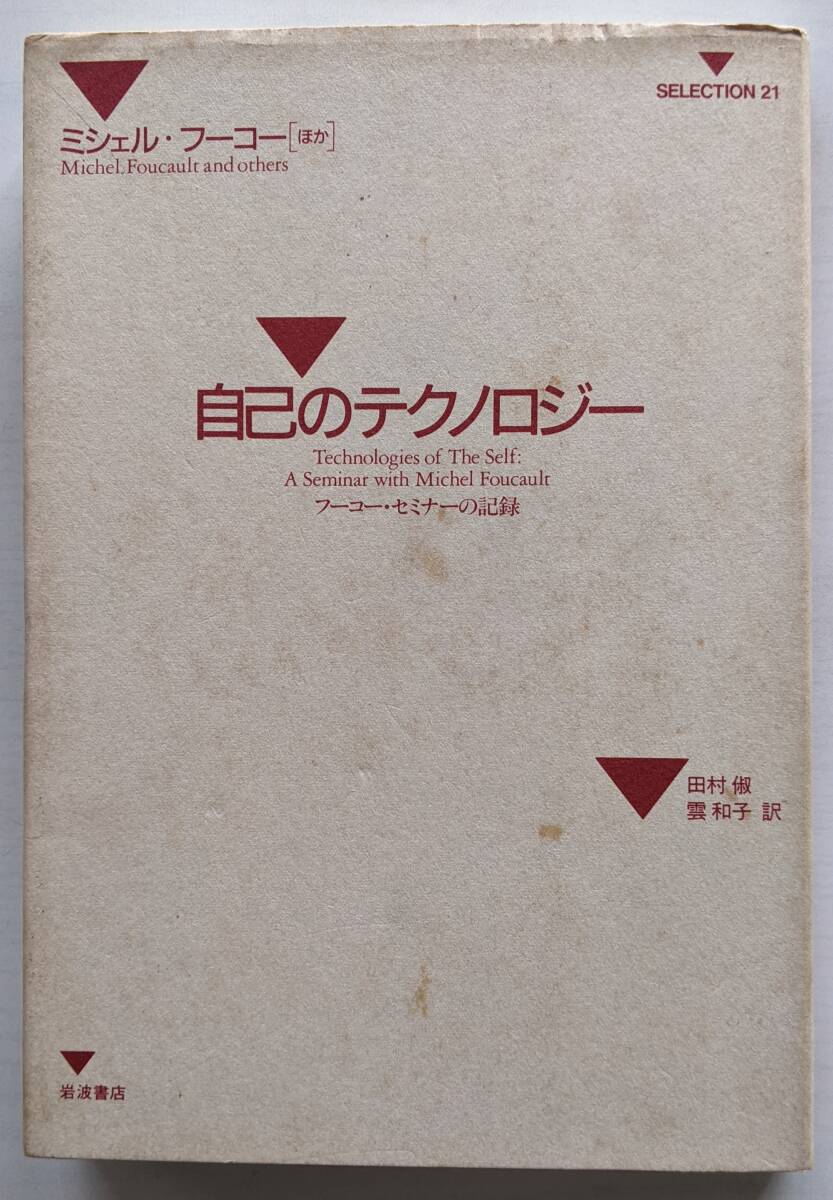 ミシェル・フーコー[ほか]
Michel Foucault and others
SELECTION 21
自己のテクノロジー
Technologies of The Self:
A Seminar with Michel Foucault
フーコー・セミナーの記録
田村 俶
雲 和子 訳
岩波書店